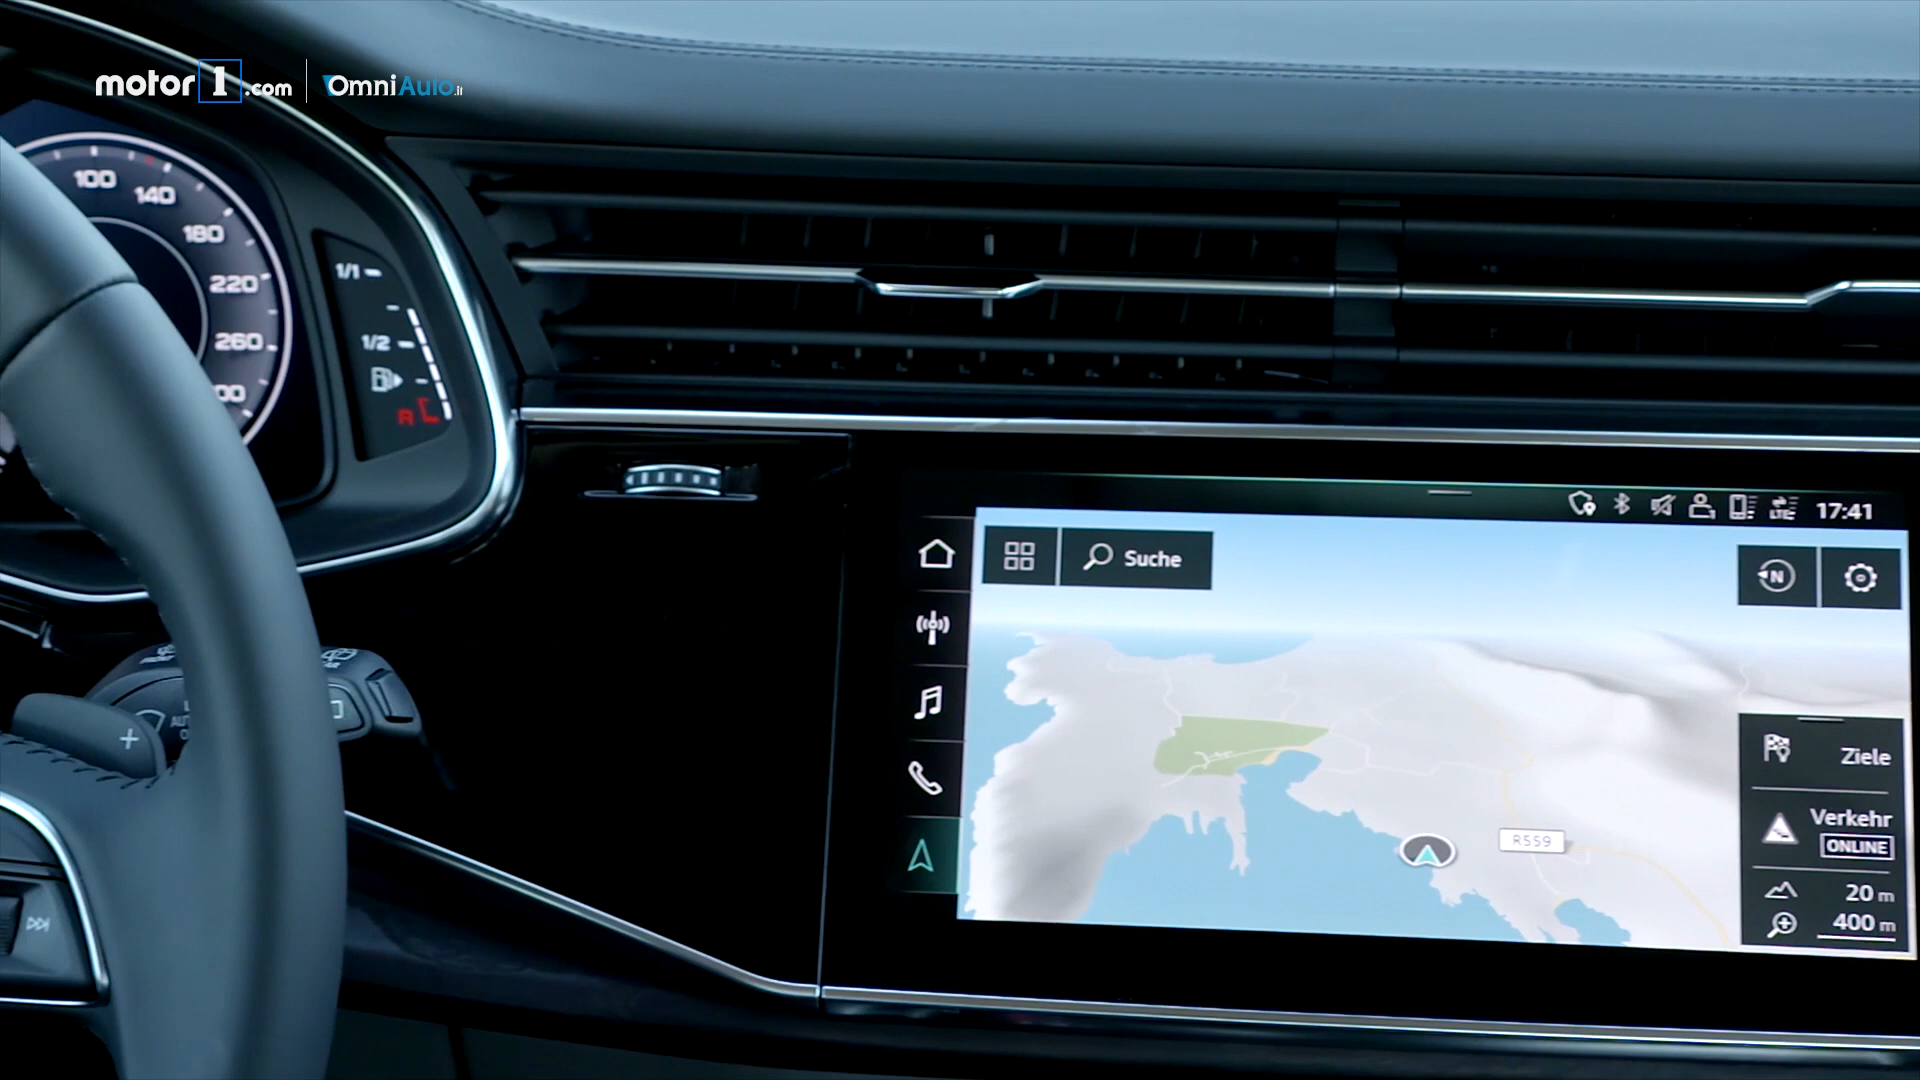 motor1.com
OmniAuto.it
100
140
180
220
260
1/1
1/2
R
17:41
LTE
Suche
N
Ziele
Verkehr
ONLINE
R559
20 m
400 m
+